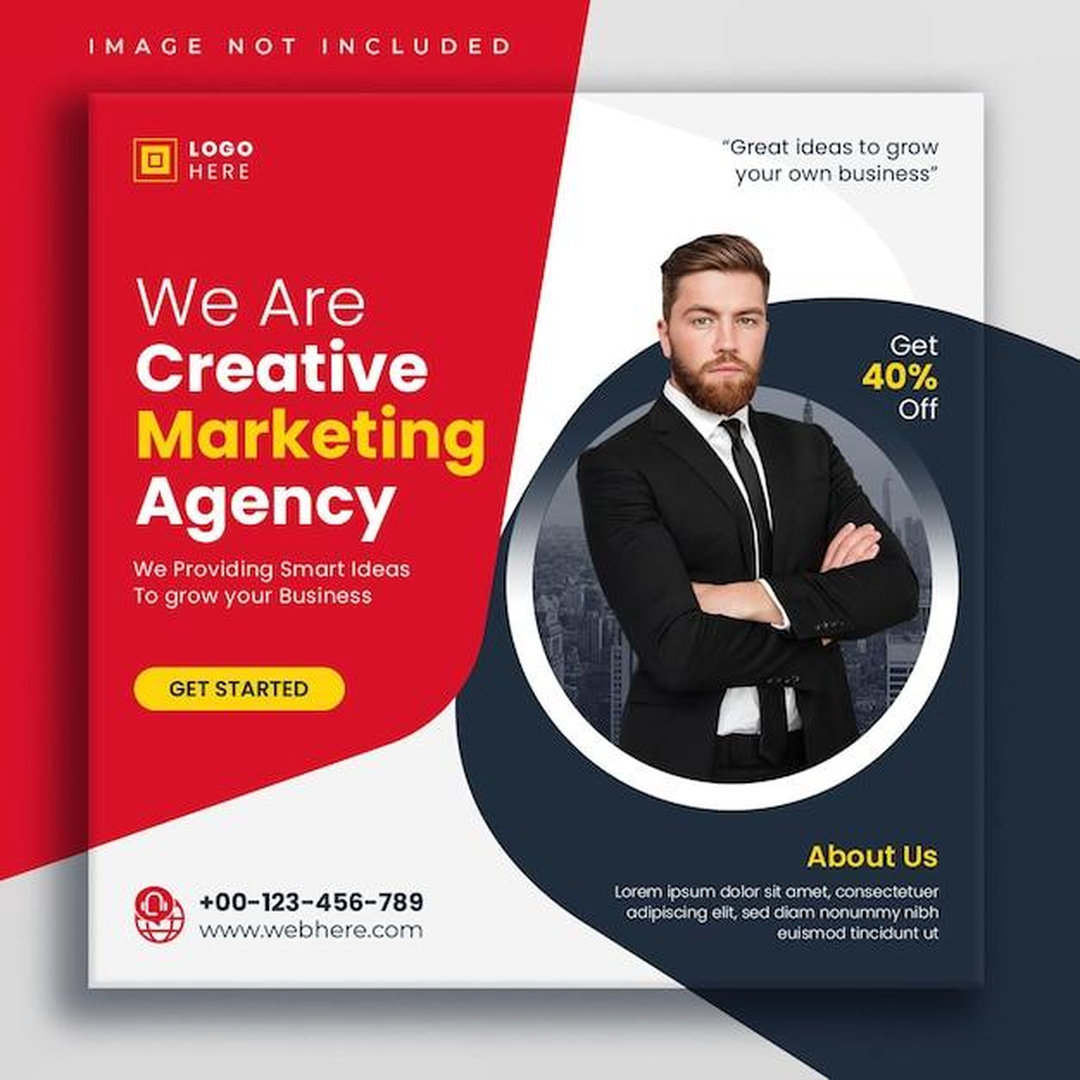 IMAGE NOT INCLUDED
LOGO
HERE
“Great ideas to grow
your own business”
We Are
Creative
Marketing
Agency
We Providing Smart Ideas
To grow your Business
GET STARTED
Get
40%
Off
About Us
Lorem ipsum dolor sit amet, consectetuer
adipiscing elit, sed diam nonummy nibh
euismod tincidunt ut
+00-123-456-789
www.webhere.com